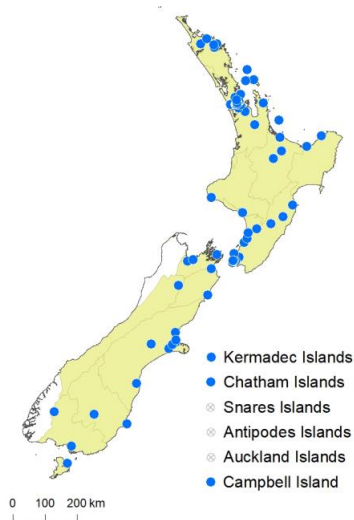 Kermadec Islands
Chatham Islands
Snares Islands
Antipodes Islands
Auckland Islands
Campbell Island
0 100 200 km